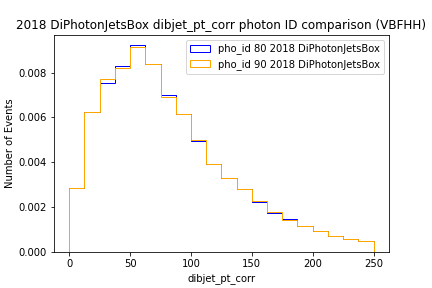 2018 DiPhotonJetsBox dibjet_pt_corr photon ID comparison (VBFHH)
pho_id 80 2018 DiPhotonJetsBox
pho_id 90 2018 DiPhotonJetsBox
Number of Events
0.008
0.006
0.004
0.002
0.000
0 50 100 150 200 250
dibjet_pt_corr